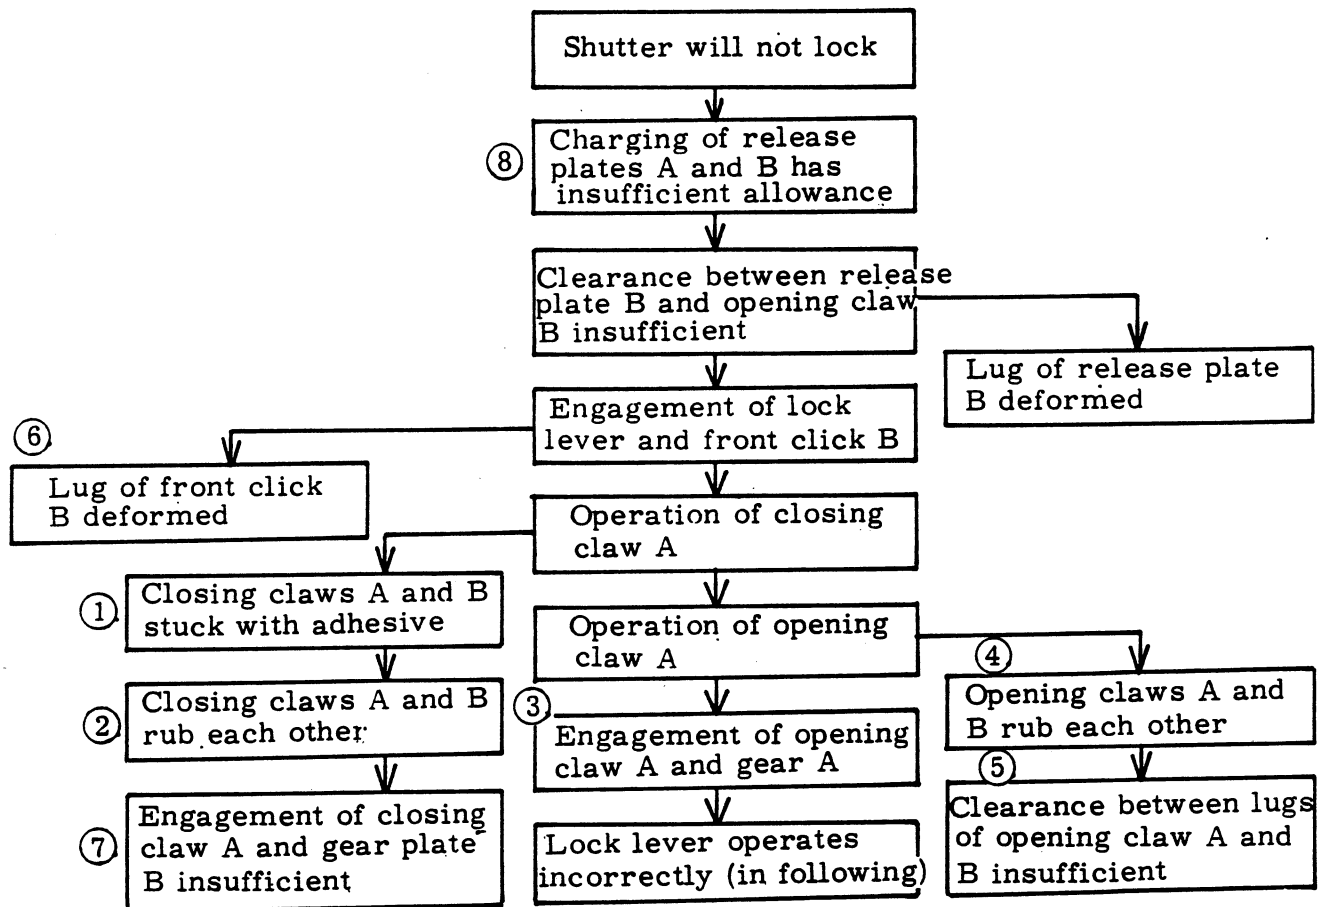 Shutter will not lock
⑧
Charging of release
plates A and B has
insufficient allowance
Clearance between release
plate B and opening claw
B insufficient
Lug of release plate
B deformed
Engagement of lock
lever and front click B
⑥
Lug of front click
B deformed
Operation of closing
claw A
①
Closing claws A and B
stuck with adhesive
Operation of opening
claw A
②
Closing claws A and B
rub each other
③
Engagement of opening
claw A and gear A
④
Opening claws A and
B rub each other
⑦
Engagement of closing
claw A and gear plate
B insufficient
Lock lever operates
incorrectly (in following)
⑤
Clearance between lugs
of opening claw A and
B insufficient